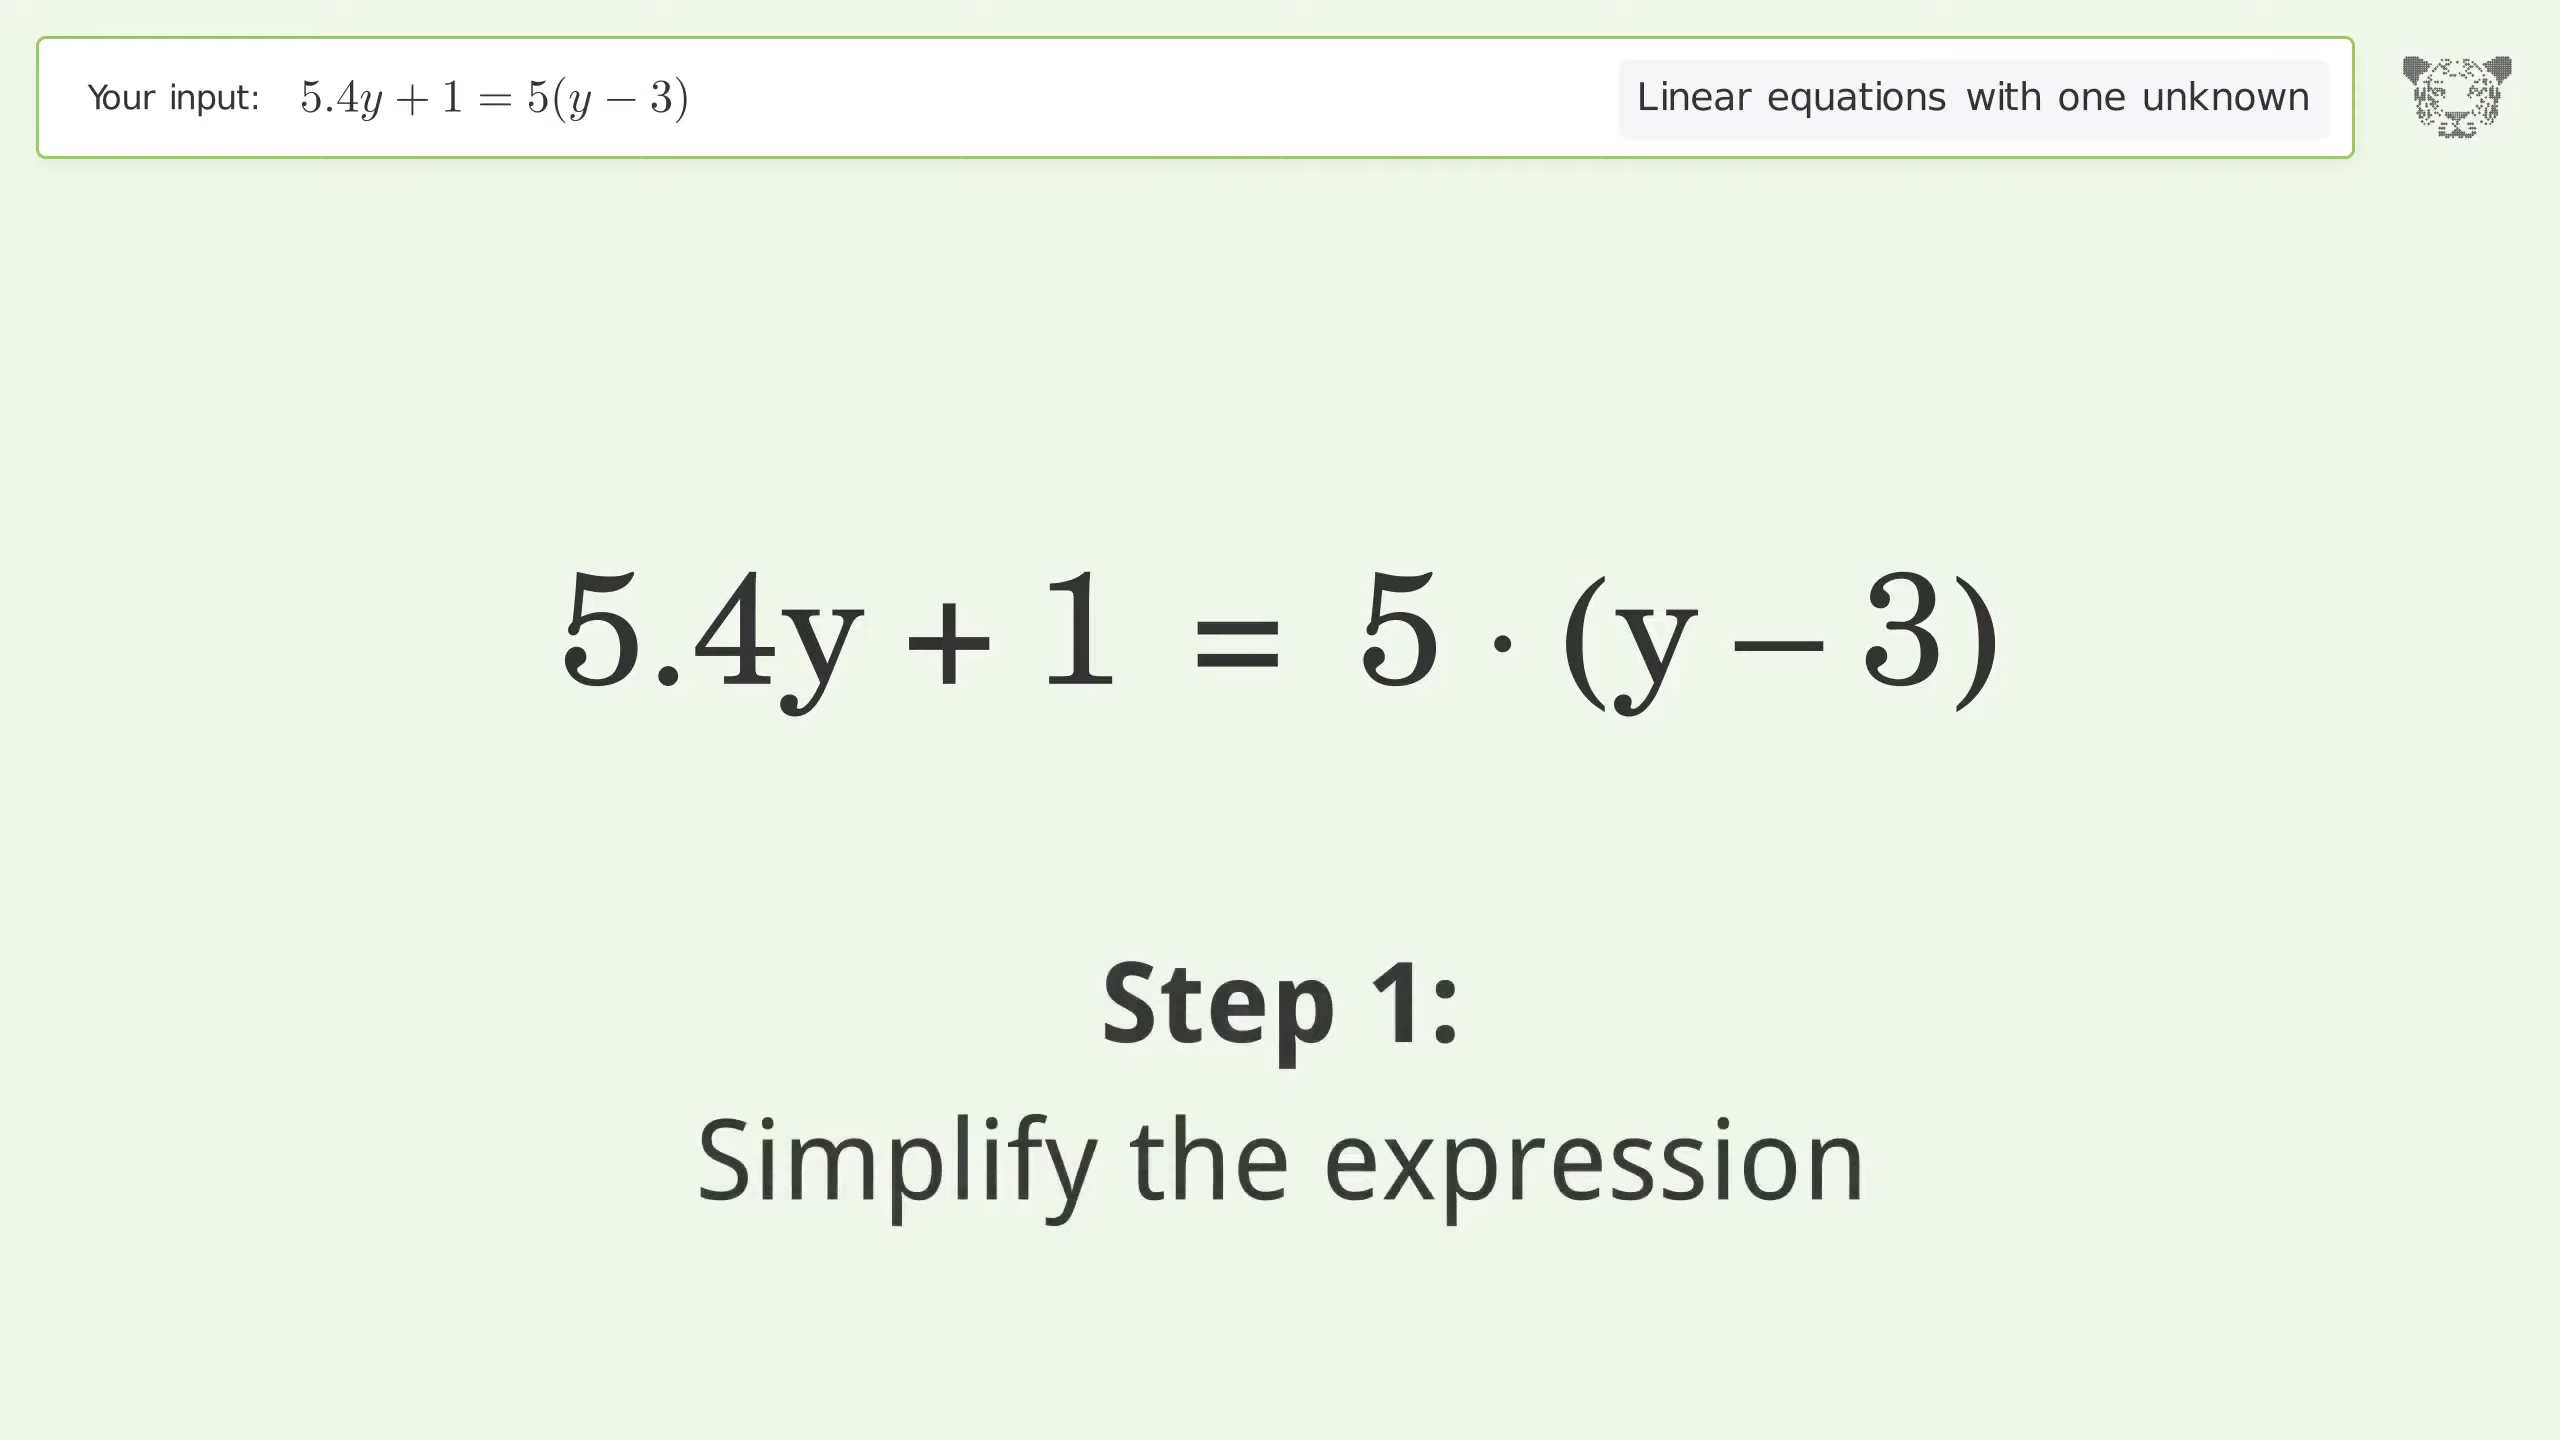 Your input: 5.4y + 1 = 5(y − 3)
Linear equations with one unknown
5.4y + 1 = 5 · (y − 3)
Step 1:
Simplify the expression